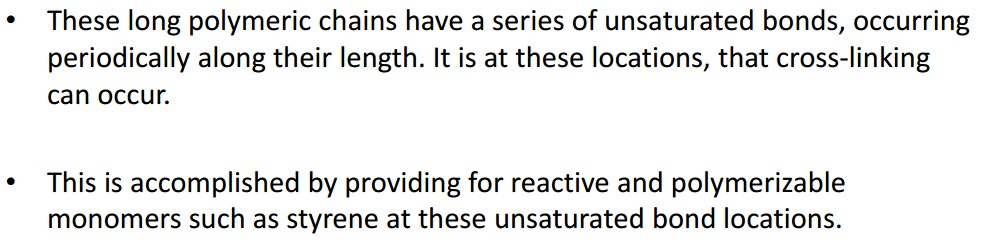 • These long polymeric chains have a series of unsaturated bonds, occurring
periodically along their length. It is at these locations, that cross-linking
can occur.
• This is accomplished by providing for reactive and polymerizable
monomers such as styrene at these unsaturated bond locations.